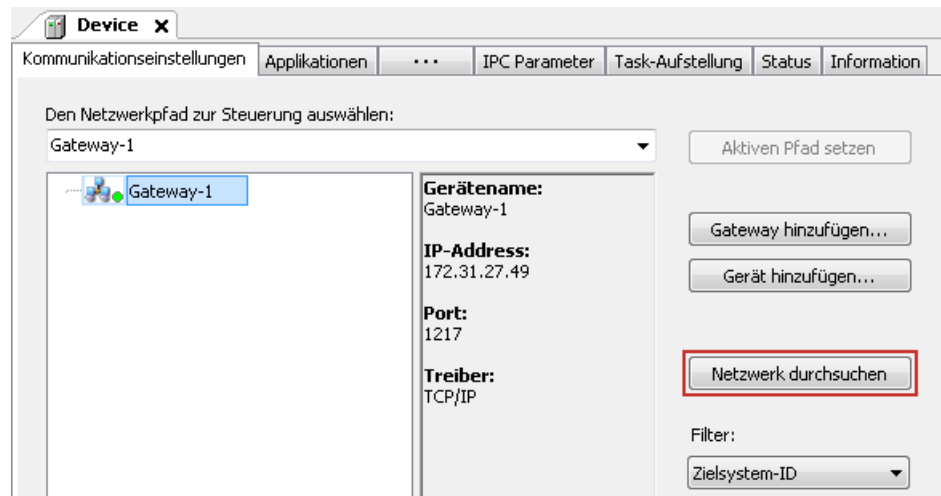 Device
Kommunikationseinstellungen Applikationen ... IPC Parameter Task-Aufstellung Status Information
Den Netzwerkpfad zur Steuerung auswählen:
Gateway-1
Aktiven Pfad setzen
Gateway-1
Gerätename:
Gateway-1
IP-Address:
172.31.27.49
Port:
1217
Treiber:
TCP/IP
Gateway hinzufügen...
Gerät hinzufügen...
Netzwerk durchsuchen
Filter:
Zielsystem-ID